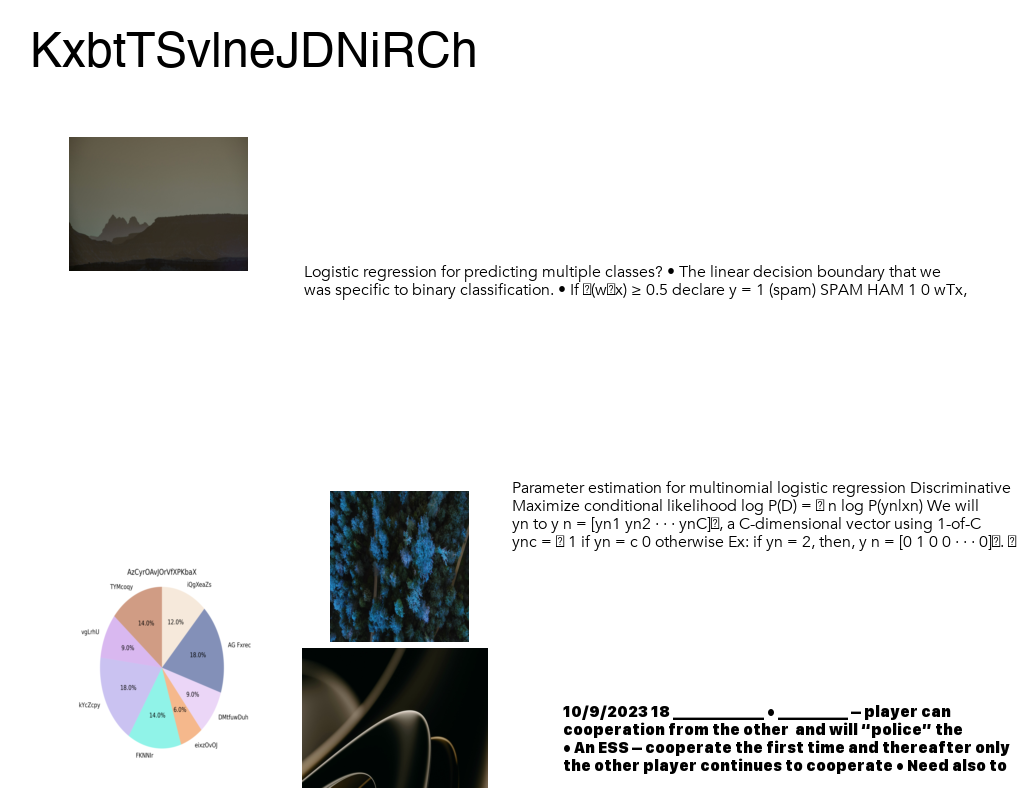 KxbtTSvlneJDNiRCh
Logistic regression for predicting multiple classes? • The linear decision boundary that we
was specific to binary classification. • If (wx) ≥ 0.5 declare y = 1 (spam) SPAM HAM 1 0 wTx,
Parameter estimation for multinomial logistic regression Discriminative
Maximize conditional likelihood log P(D) = n log P(yn|xn) We will
yn to y n = [yn1 yn2 · · · ynC], a C-dimensional vector using 1-of-C
ync = 1 if yn = c 0 otherwise Ex: if yn = 2, then, y n = [0 1 0 0 · · · 0].
AzCyrOAvJOrVfXPKbaX
TYMcoqy
iQgXeaZs
14.0%
12.0%
vgLrhU
AG Fxrec
9.0%
18.0%
18.0%
9.0%
kYcZcpy
6.0%
14.0%
DMtfuwDuh
eixzOvOJ
FKNNIr
10/9/2023 18 _____________ • __________ – player can
cooperation from the other and will “police” the
• An ESS – cooperate the first time and thereafter only
the other player continues to cooperate • Need also to